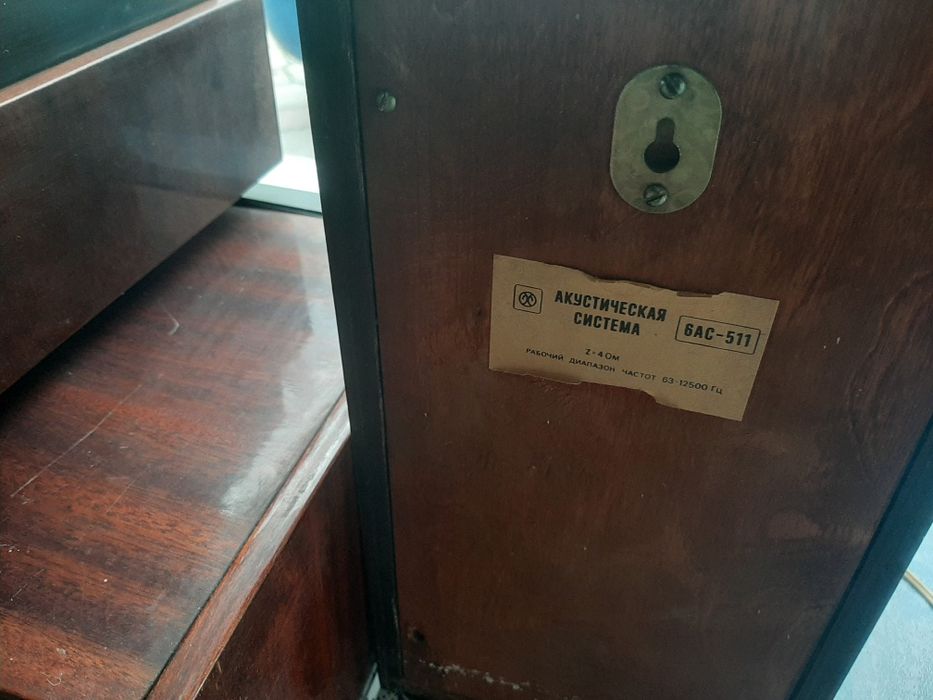 АКУСТИЧЕСКАЯ
СИСТЕМА
6АС-511
Z=4 Ом
РАБОЧИЙ ДИАПАЗОН ЧАСТОТ 63-12500 Гц